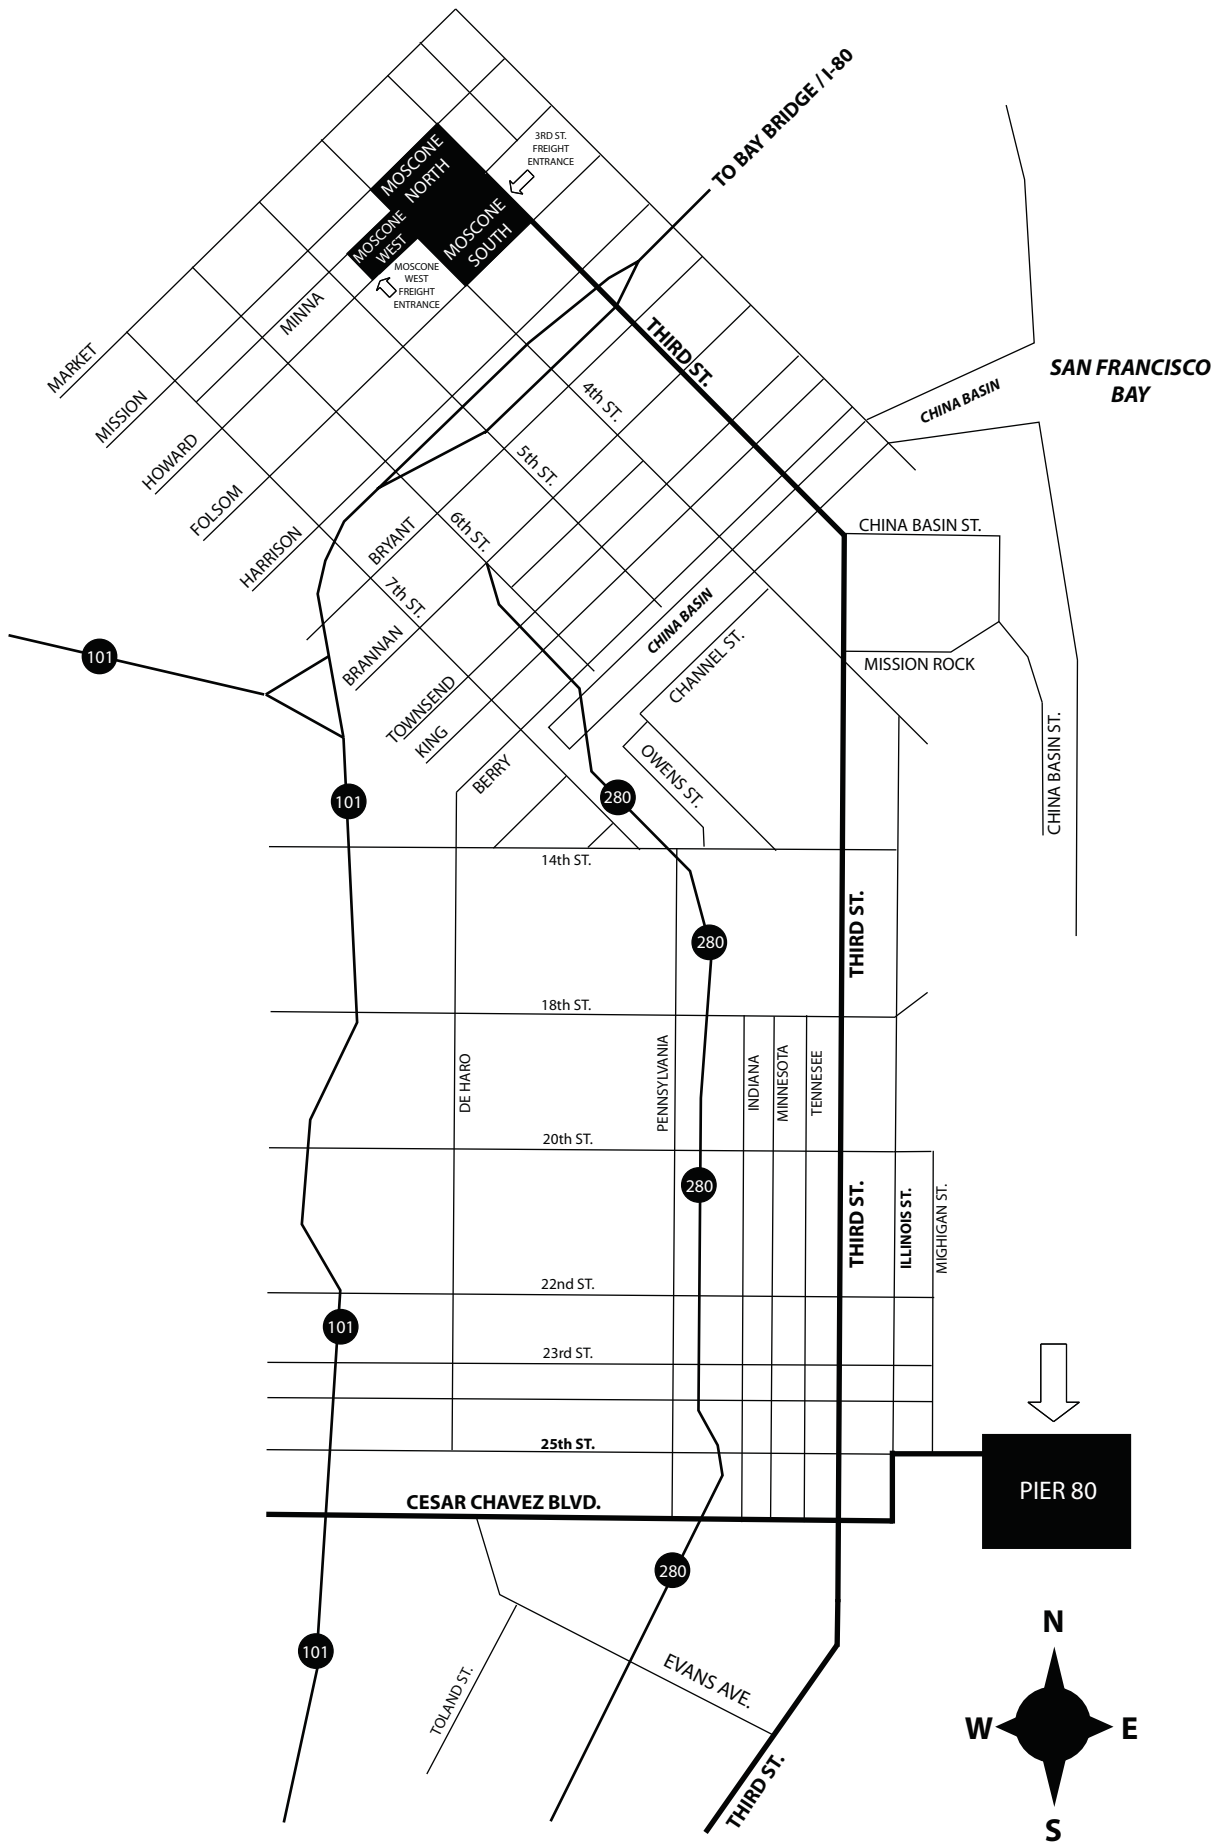 TO BAY BRIDGE / I-80
3RD ST.
FREIGHT
ENTRANCE
MOSCONE
NORTH
MOSCONE
WEST
MOSCONE
SOUTH
MOSCONE
WEST
FREIGHT
ENTRANCE
MINNA
MARKET
MISSION
HOWARD
FOLSOM
HARRISON
BRYANT
BRANNAN
TOWNSEND
KING
BERRY
THIRD ST.
4th ST.
5th ST.
6th ST.
7th ST.
SAN FRANCISCO
BAY
CHINA BASIN
CHINA BASIN ST.
CHINA BASIN
CHANNEL ST.
MISSION ROCK
OWENS ST.
CHINA BASIN ST.
101
101
280
14th ST.
THIRD ST.
280
18th ST.
DE HARO
PENNSYLVANIA
INDIANA
MINNESOTA
TENNESEE
20th ST.
280
THIRD ST.
ILLINOIS ST.
MIGHIGAN ST.
22nd ST.
101
23rd ST.
25th ST.
PIER 80
CESAR CHAVEZ BLVD.
280
101
TOLAND ST.
EVANS AVE.
THIRD ST.
N
W
E
S